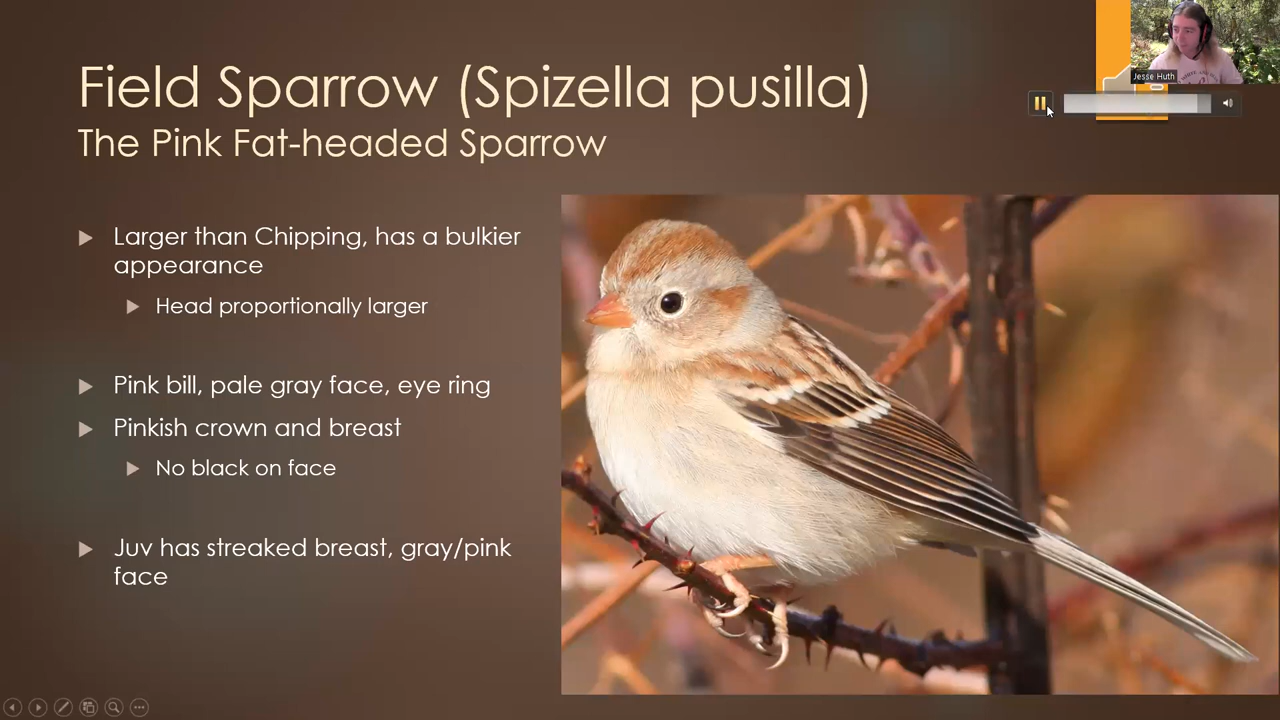 Field Sparrow (Spizella pusilla)
The Pink Fat-headed Sparrow
Jesse Huth
Larger than Chipping, has a bulkier
appearance
Head proportionally larger
Pink bill, pale gray face, eye ring
Pinkish crown and breast
No black on face
Juv has streaked breast, gray/pink
face